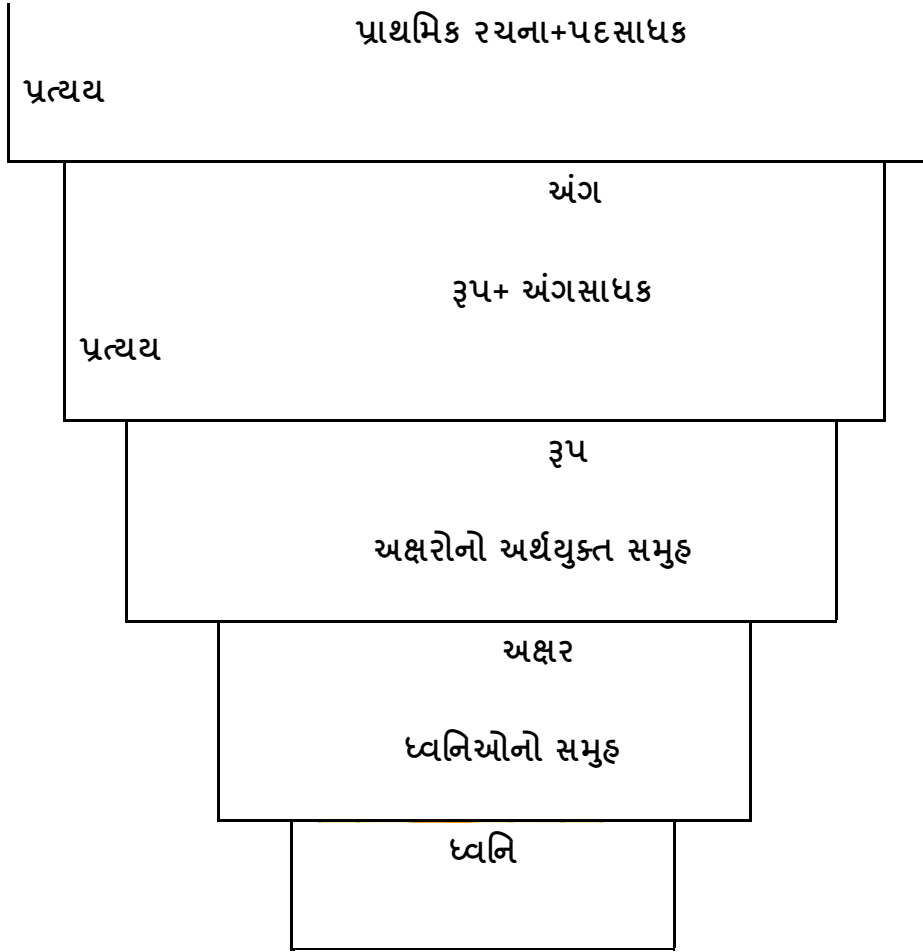 પ્રાથમિક રચના+પદસાધક
પ્રત્યય
અંગ
રૂપ+ અંગસાધક
પ્રત્યય
રૂપ
અક્ષરોનો અર્થયુક્ત સમુહ
અક્ષર
ધ્વનિઓનો સમુહ
ધ્વનિ